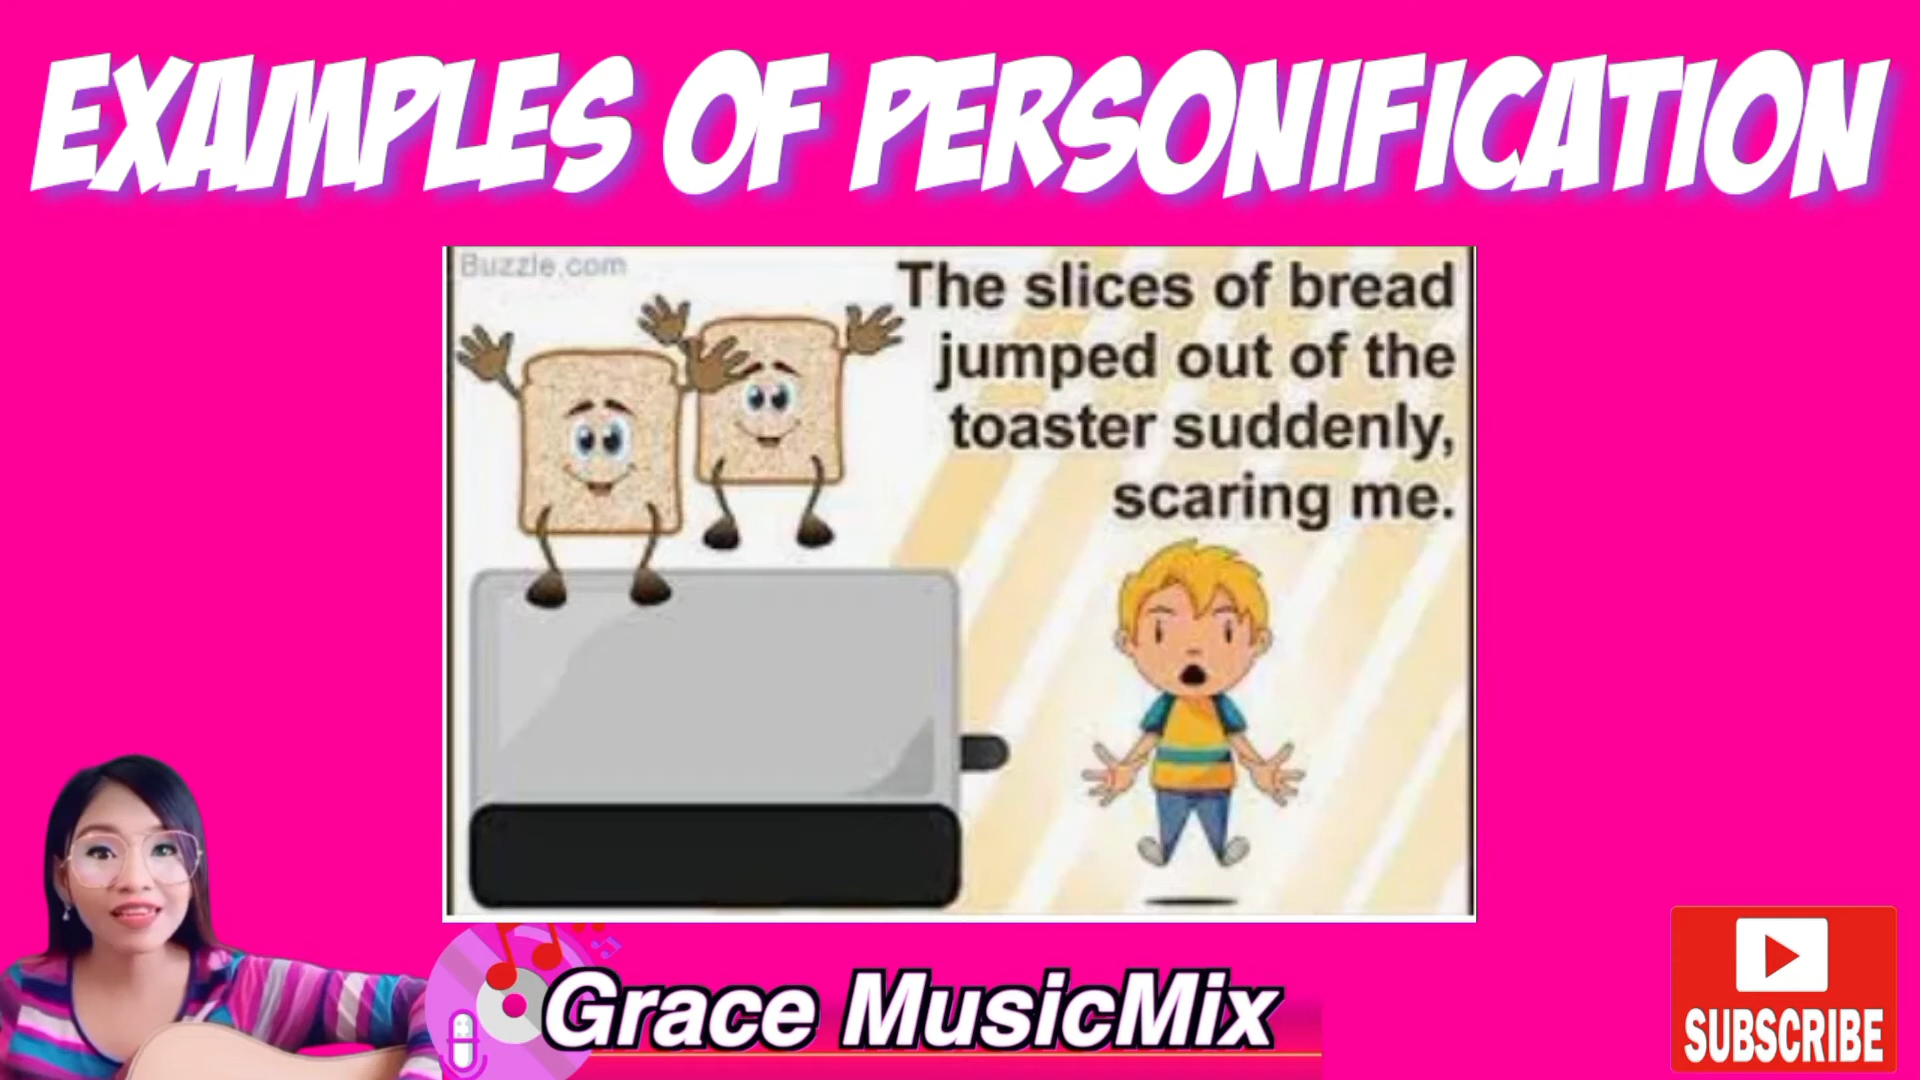 EXAMPLES OF PERSONIFICATION
Buzzle.com
The slices of bread
jumped out of the
toaster suddenly,
scaring me.
Grace MusicMix
SUBSCRIBE